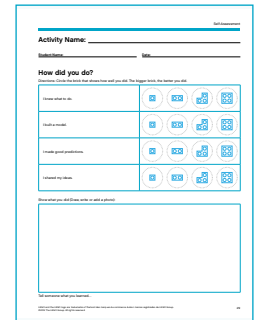 Self-Assessment
Activity Name:
Student Name: Date:
How did you do?
Directions: Circle the brick that shows how well you did. The bigger brick, the better you did.
I knew what to do.
I built a model.
I made good predictions.
I shared my ideas.
Show what you did (Draw, write, or add a photo):
Tell someone what you learned...